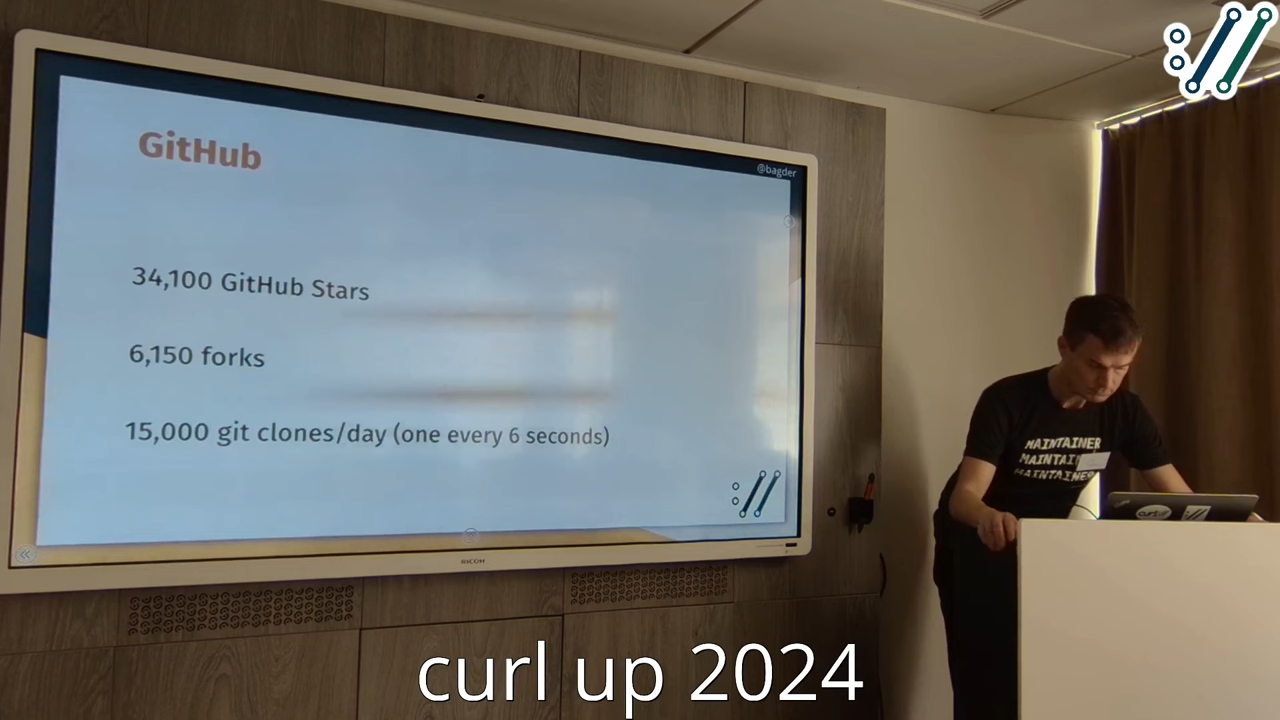 GitHub
@bagder
34,100 GitHub Stars
6,150 forks
15,000 git clones/day (one every 6 seconds)
RICOH
MAINTAINER
MAINTAINER
MAINTAINER
curl
curl up 2024